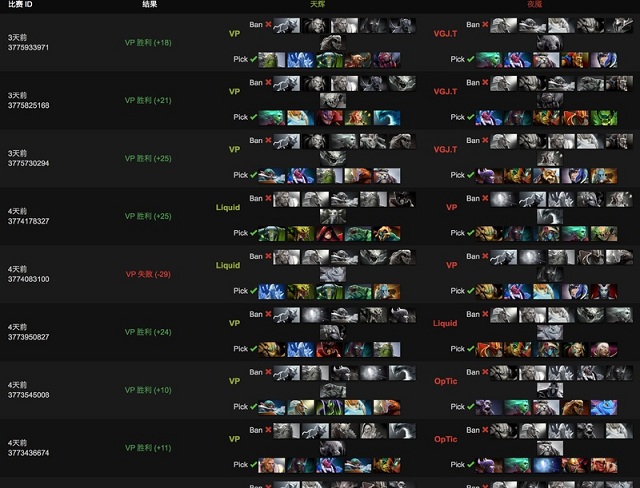 比赛 ID 结果 天辉 夜魇
3天前 VP 胜利 (+18) VP Ban VGJ.T Ban
3775933971 Pick Pick
3天前 VP 胜利 (+21) VP Ban VGJ.T Ban
3775825168 Pick Pick
3天前 VP 胜利 (+25) VP Ban VGJ.T Ban
3775730294 Pick Pick
4天前 VP 胜利 (+25) Liquid Ban VP Ban
3774178327 Pick Pick
4天前 VP 失败 (-29) Liquid Ban VP Ban
3774083100 Pick Pick
4天前 VP 胜利 (+24) VP Ban Liquid Ban
3773950827 Pick Pick
4天前 VP 胜利 (+10) VP Ban OpTic Ban
3773545008 Pick Pick
4天前 VP 胜利 (+11) VP Ban OpTic Ban
3773436674 Pick Pick
Ban Ban